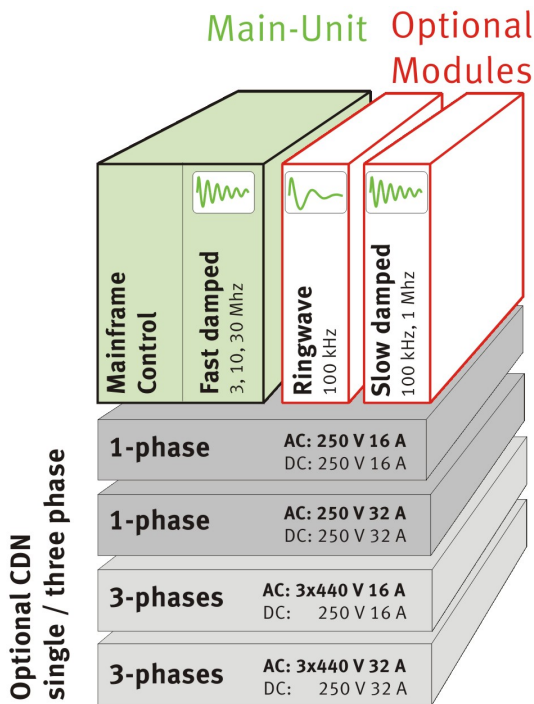 Main-Unit
Optional
Modules
Mainframe
Control
Fast damped
3, 10, 30 Mhz
Ringwave
100 kHz
Slow damped
100 kHz, 1 Mhz
Optional CDN
single / three phase
1-phase
AC: 250 V 16 A
DC: 250 V 16 A
1-phase
AC: 250 V 32 A
DC: 250 V 32 A
3-phases
AC: 3x440 V 16 A
DC: 250 V 16 A
3-phases
AC: 3x440 V 32 A
DC: 250 V 32 A